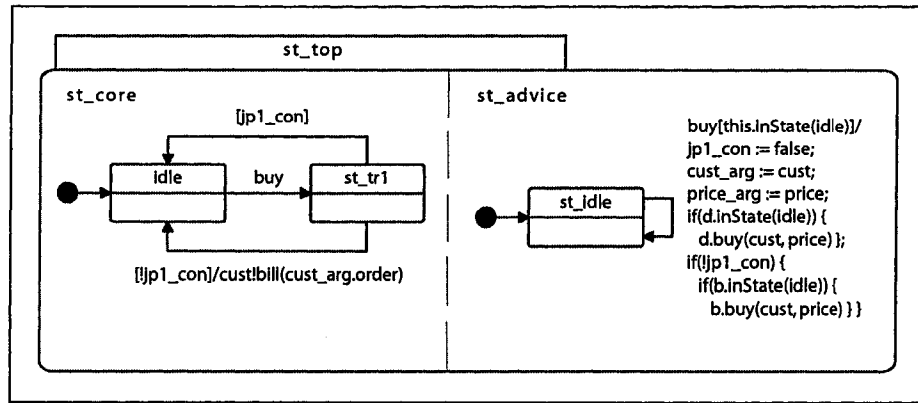 st_top
st_core
[jp1_con]
idle
buy
st_tr1
[!jp1_con]/cust!bill(cust_arg.order)
st_advice
st_idle
buy[this.inState(idle)]/
jp1_con := false;
cust_arg := cust;
price_arg := price;
if(d.inState(idle)) {
d.buy(cust, price) };
if(!jp1_con) {
if(b.inState(idle)) {
b.buy(cust, price) } }